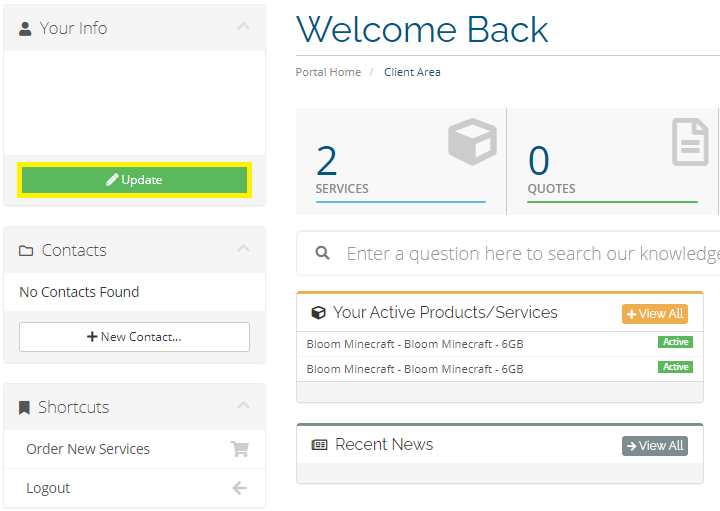 Your Info
Update
Contacts
No Contacts Found
New Contact...
Shortcuts
Order New Services
Logout
Welcome Back
Portal Home / Client Area
2
SERVICES
0
QUOTES
Enter a question here to search our knowledge
Your Active Products/Services
+ View All
Bloom Minecraft - Bloom Minecraft - 6GB
Active
Bloom Minecraft - Bloom Minecraft - 6GB
Active
Recent News
View All